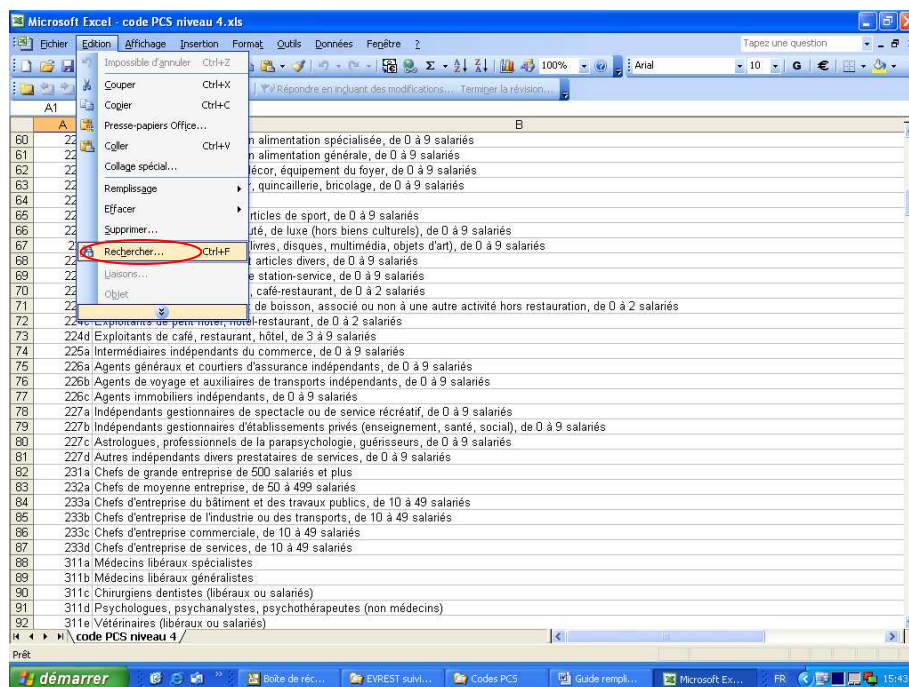 Microsoft Excel - code PCS niveau 4.xls
Fichier Edition Affichage Insertion Format Outils Données Fenêtre ? Tapez une question
Arial 10 G €
100%
Répondre en incluant des modifications... Terminer la révision...
A1
Impossible d'annuler Ctrl+Z
Couper Ctrl+X
Copier Ctrl+C
Presse-papiers Office...
Coller Ctrl+V
Collage spécial...
Remplissage
Effacer
Supprimer...
Rechercher... Ctrl+F
Liaisons...
Objet
A B
60 22 n alimentation spécialisée, de 0 à 9 salariés
61 22 n alimentation générale, de 0 à 9 salariés
62 22 décor, équipement du foyer, de 0 à 9 salariés
63 22 , quincaillerie, bricolage, de 0 à 9 salariés
64 22
65 22 rticles de sport, de 0 à 9 salariés
66 22 uté, de luxe (hors biens culturels), de 0 à 9 salariés
67 2 livres, disques, multimédia, objets d'art), de 0 à 9 salariés
68 22 t articles divers, de 0 à 9 salariés
69 22 e station-service, de 0 à 9 salariés
70 22 , café-restaurant, de 0 à 2 salariés
71 22 de boisson, associé ou non à une autre activité hors restauration, de 0 à 2 salariés
72 224c Exploitants de petit hôtel, hôtel-restaurant, de 0 à 2 salariés
73 224d Exploitants de café, restaurant, hôtel, de 3 à 9 salariés
74 225a Intermédiaires indépendants du commerce, de 0 à 9 salariés
75 226a Agents généraux et courtiers d'assurance indépendants, de 0 à 9 salariés
76 226b Agents de voyage et auxiliaires de transports indépendants, de 0 à 9 salariés
77 226c Agents immobiliers indépendants, de 0 à 9 salariés
78 227a Indépendants gestionnaires de spectacle ou de service récréatif, de 0 à 9 salariés
79 227b Indépendants gestionnaires d'établissements privés (enseignement, santé, social), de 0 à 9 salariés
80 227c Astrologues, professionnels de la parapsychologie, guérisseurs, de 0 à 9 salariés
81 227d Autres indépendants divers prestataires de services, de 0 à 9 salariés
82 231a Chefs de grande entreprise de 500 salariés et plus
83 232a Chefs de moyenne entreprise, de 50 à 499 salariés
84 233a Chefs d'entreprise du bâtiment et des travaux publics, de 10 à 49 salariés
85 233b Chefs d'entreprise de l'industrie ou des transports, de 10 à 49 salariés
86 233c Chefs d'entreprise commerciale, de 10 à 49 salariés
87 233d Chefs d'entreprise de services, de 10 à 49 salariés
88 311a Médecins libéraux spécialistes
89 311b Médecins libéraux généralistes
90 311c Chirurgiens dentistes (libéraux ou salariés)
91 311d Psychologues, psychanalystes, psychothérapeutes (non médecins)
92 311e Vétérinaires (libéraux ou salariés)
code PCS niveau 4
Prêt
démarrer Boîte de réc... EVREST suivi... Codes PCS Guide rempli... Microsoft Ex... FR 15:43